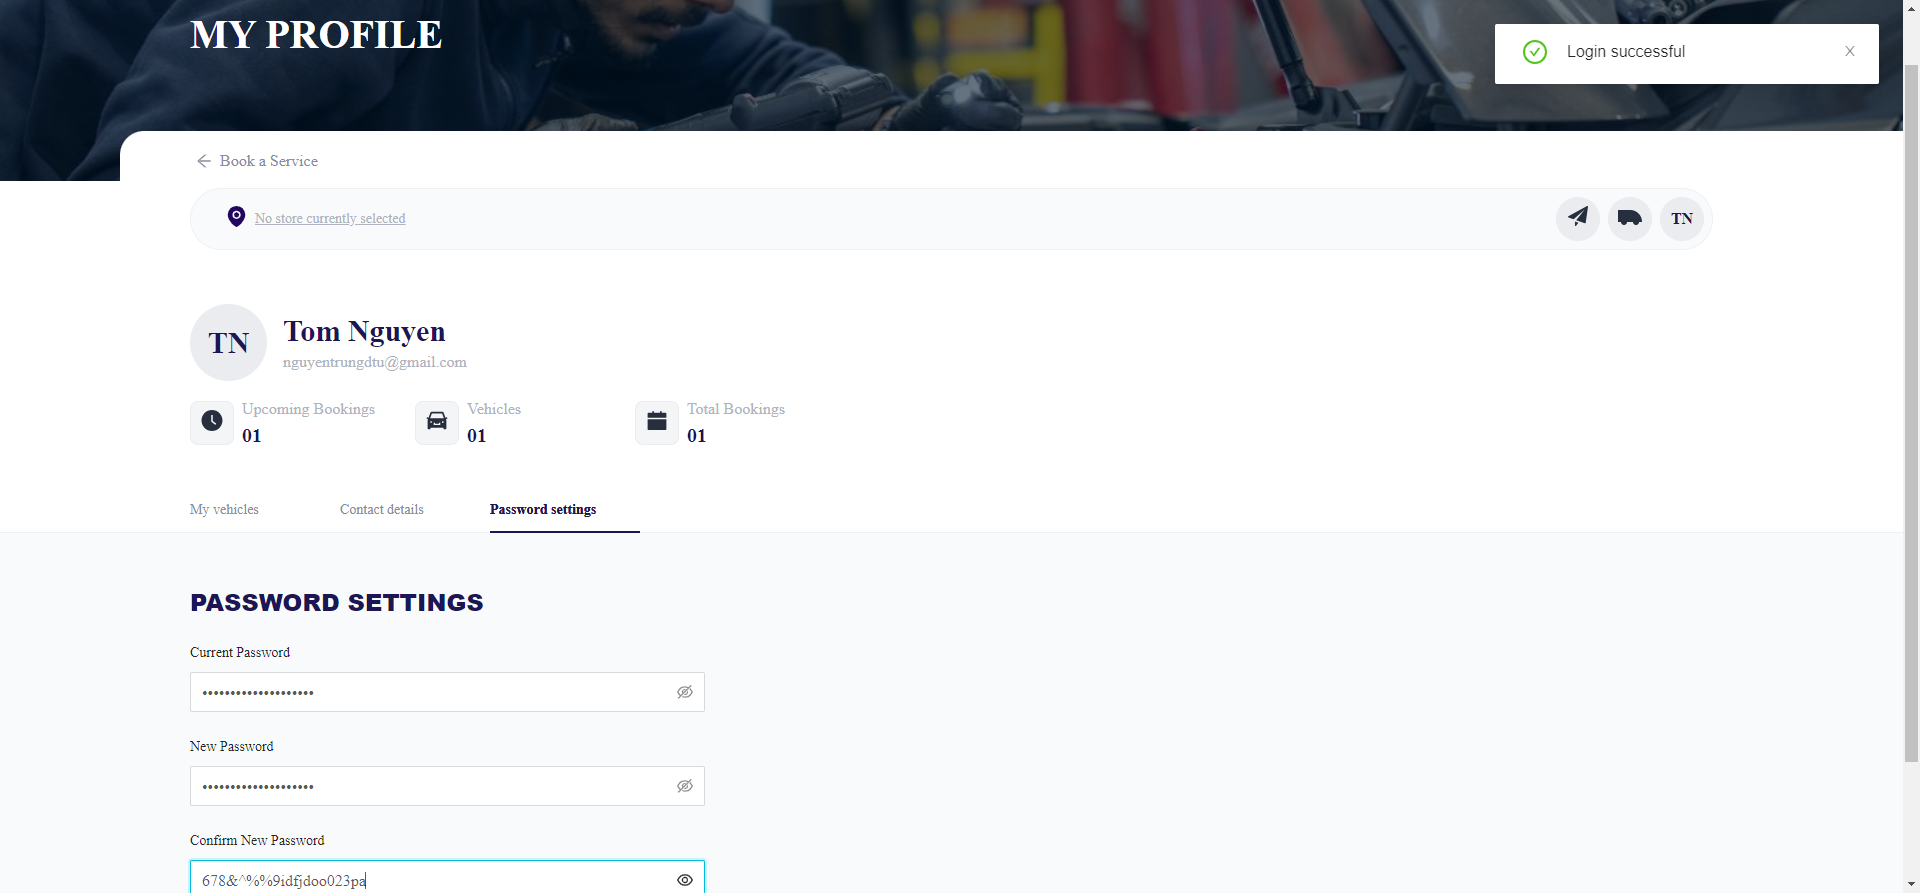 MY PROFILE
Login successful
Book a Service
No store currently selected
TN
TN
Tom Nguyen
nguyentrungdtu@gmail.com
Upcoming Bookings
01
Vehicles
01
Total Bookings
01
My vehicles
Contact details
Password settings
PASSWORD SETTINGS
Current Password
••••••••••••••••••••
New Password
••••••••••••••••••••
Confirm New Password
678&^%%9idfjdoo023pa